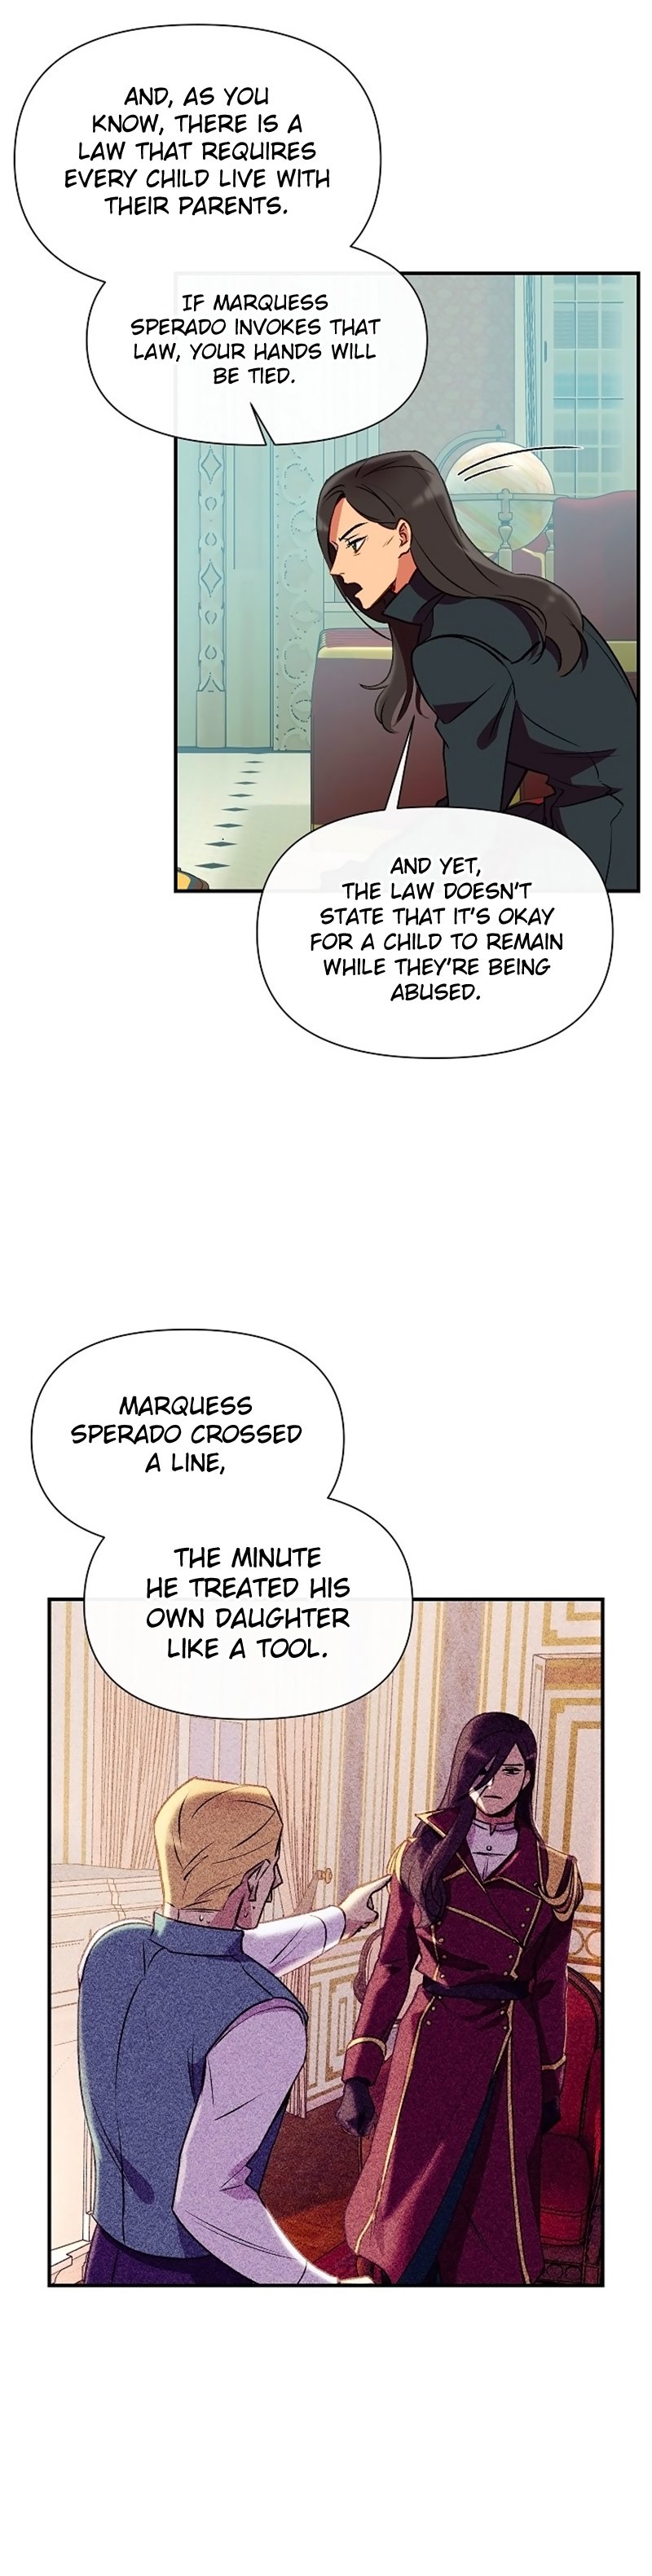 AND, AS YOU
KNOW, THERE IS A
LAW THAT REQUIRES
EVERY CHILD LIVE WITH
THEIR PARENTS.
IF MARQUESS
SPERADO INVOKES THAT
LAW, YOUR HANDS WILL
BE TIED.
AND YET,
THE LAW DOESN'T
STATE THAT IT'S OKAY
FOR A CHILD TO REMAIN
WHILE THEY'RE BEING
ABUSED.
MARQUESS
SPERADO CROSSED
A LINE,
THE MINUTE
HE TREATED HIS
OWN DAUGHTER
LIKE A TOOL.